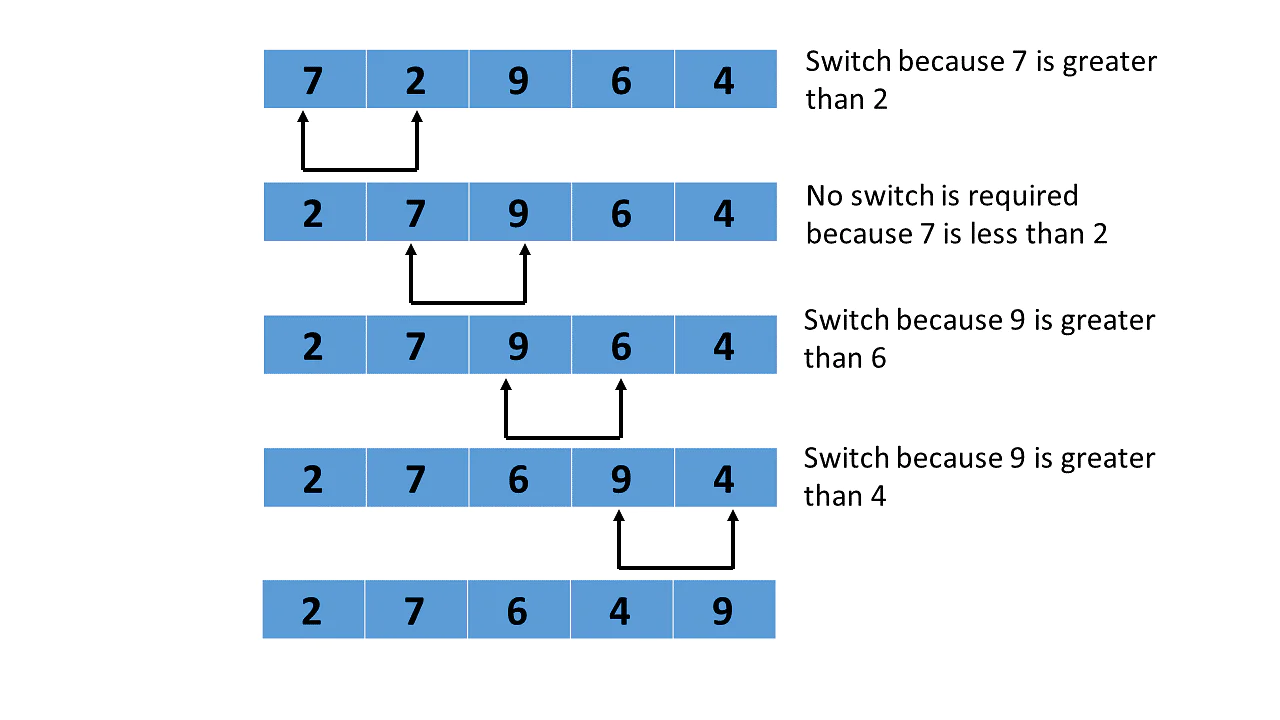 7 2 9 6 4
Switch because 7 is greater
than 2
2 7 9 6 4
No switch is required
because 7 is less than 2
2 7 9 6 4
Switch because 9 is greater
than 6
2 7 6 9 4
Switch because 9 is greater
than 4
2 7 6 4 9